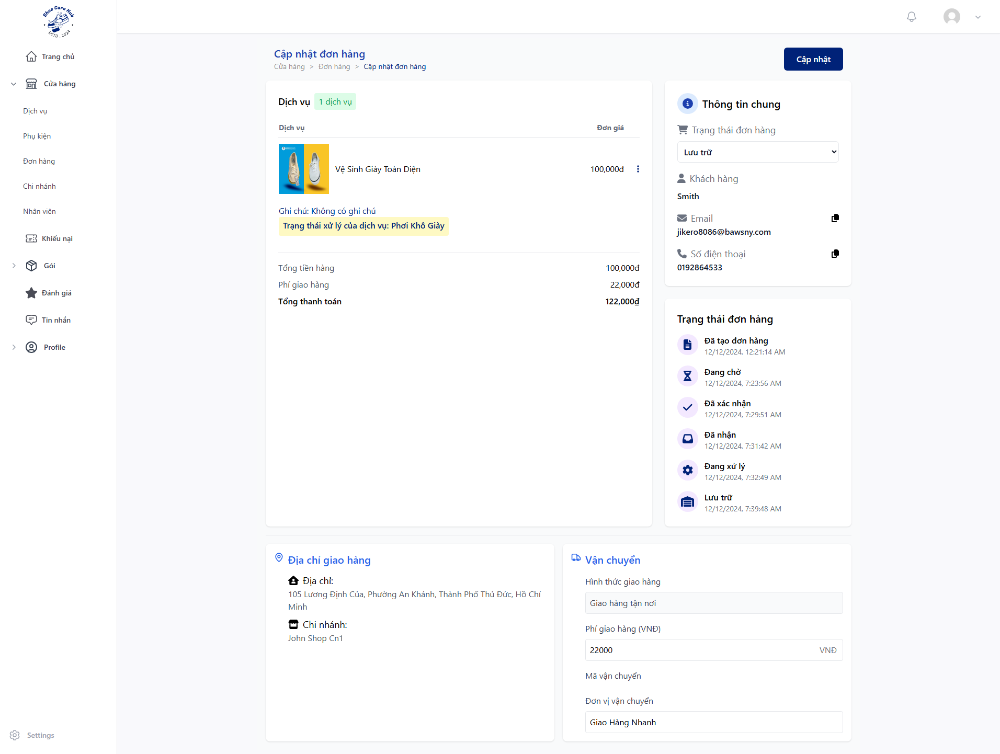 Shoe Care Hub
ESTD . 2024
Trang chủ
Cửa hàng
Dịch vụ
Phụ kiện
Đơn hàng
Chi nhánh
Nhân viên
Khiếu nại
Gói
Đánh giá
Tin nhắn
Profile
Settings
Cập nhật đơn hàng
Cửa hàng > Đơn hàng > Cập nhật đơn hàng
Cập nhật
Dịch vụ 1 dịch vụ
Dịch vụ Đơn giá
Vệ Sinh Giày Toàn Diện 100,000đ
Ghi chú: Không có ghi chú
Trạng thái xử lý của dịch vụ: Phơi Khô Giày
Tổng tiền hàng 100,000đ
Phí giao hàng 22,000đ
Tổng thanh toán 122,000₫
Thông tin chung
Trạng thái đơn hàng
Lưu trữ
Khách hàng
Smith
Email
jikero8086@bawsny.com
Số điện thoại
0192864533
Trạng thái đơn hàng
Đã tạo đơn hàng
12/12/2024, 12:21:14 AM
Đang chờ
12/12/2024, 7:23:56 AM
Đã xác nhận
12/12/2024, 7:29:51 AM
Đã nhận
12/12/2024, 7:31:42 AM
Đang xử lý
12/12/2024, 7:32:49 AM
Lưu trữ
12/12/2024, 7:39:48 AM
Địa chỉ giao hàng
Địa chỉ:
105 Lương Định Của, Phường An Khánh, Thành Phố Thủ Đức, Hồ Chí
Minh
Chi nhánh:
John Shop Cn1
Vận chuyển
Hình thức giao hàng
Giao hàng tận nơi
Phí giao hàng (VNĐ)
22000 VNĐ
Mã vận chuyển
Đơn vị vận chuyển
Giao Hàng Nhanh